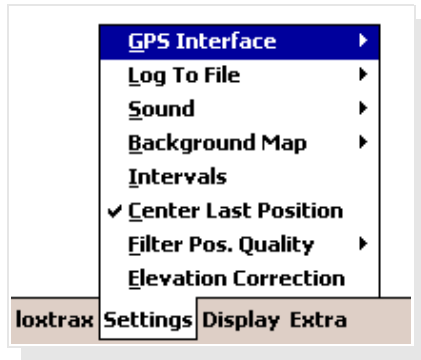 GPS Interface
Log To File
Sound
Background Map
Intervals
Center Last Position
Filter Pos. Quality
Elevation Correction
loxtrax Settings Display Extra